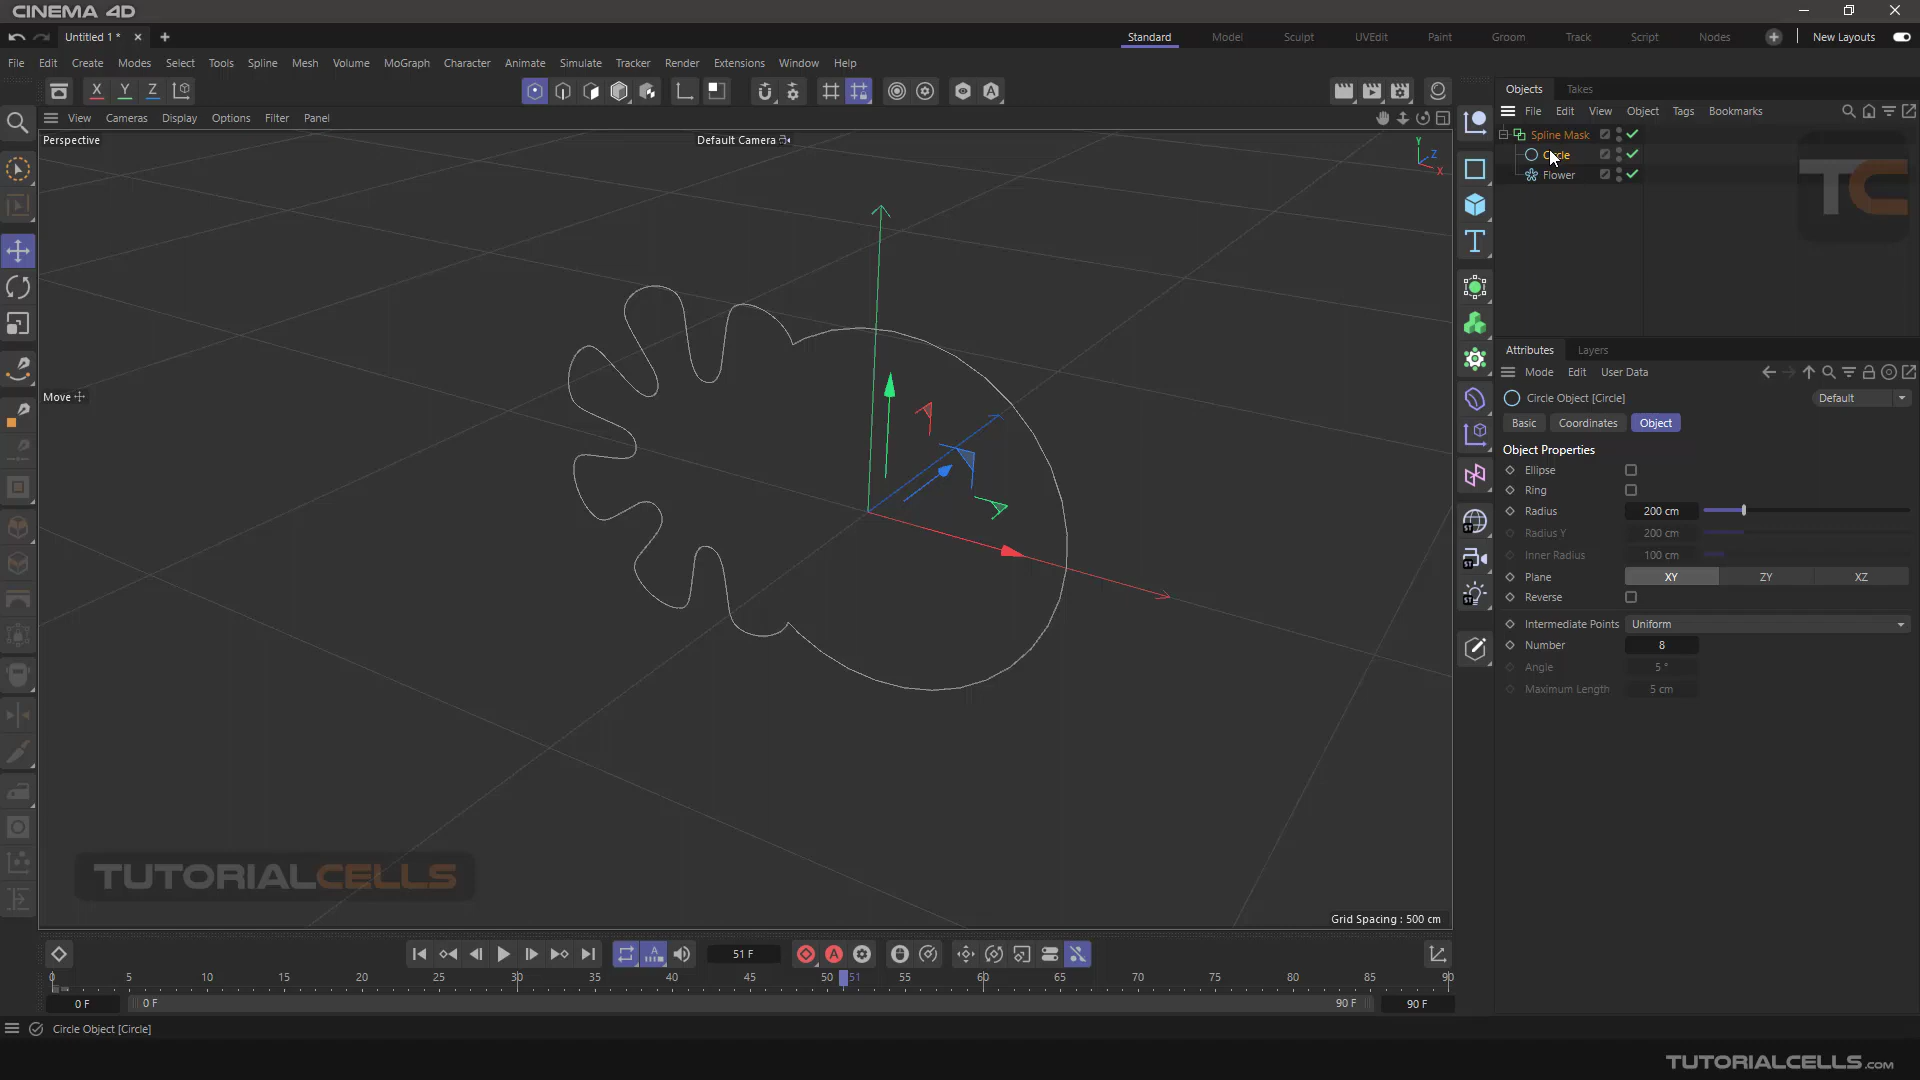 CINEMA 4D
Untitled 1 *
Standard
Model
Sculpt
UVEdit
Paint
Groom
Track
Script
Nodes
New Layouts
File Edit Create Modes Select Tools Spline Mesh Volume MoGraph Character Animate Simulate Tracker Render Extensions Window Help
X Y Z
Objects Takes
View Cameras Display Options Filter Panel
File Edit View Object Tags Bookmarks
Perspective
Default Camera
Y
Z
X
Spline Mask
Circle
Flower
TC
Attributes Layers
Mode Edit User Data
Move
Circle Object [Circle]
Default
Basic Coordinates Object
Object Properties
Ellipse
Ring
Radius 200 cm
Radius Y 200 cm
Inner Radius 100 cm
Plane XY ZY XZ
Reverse
Intermediate Points Uniform
Number 8
Angle 5 °
Maximum Length 5 cm
TUTORIALCELLS
Grid Spacing : 500 cm
51 F
0 5 10 15 20 25 30 35 40 45 50 51 55 60 65 70 75 80 85 90
0 F 0 F 90 F 90 F
Circle Object [Circle]
TUTORIALCELLS.COM